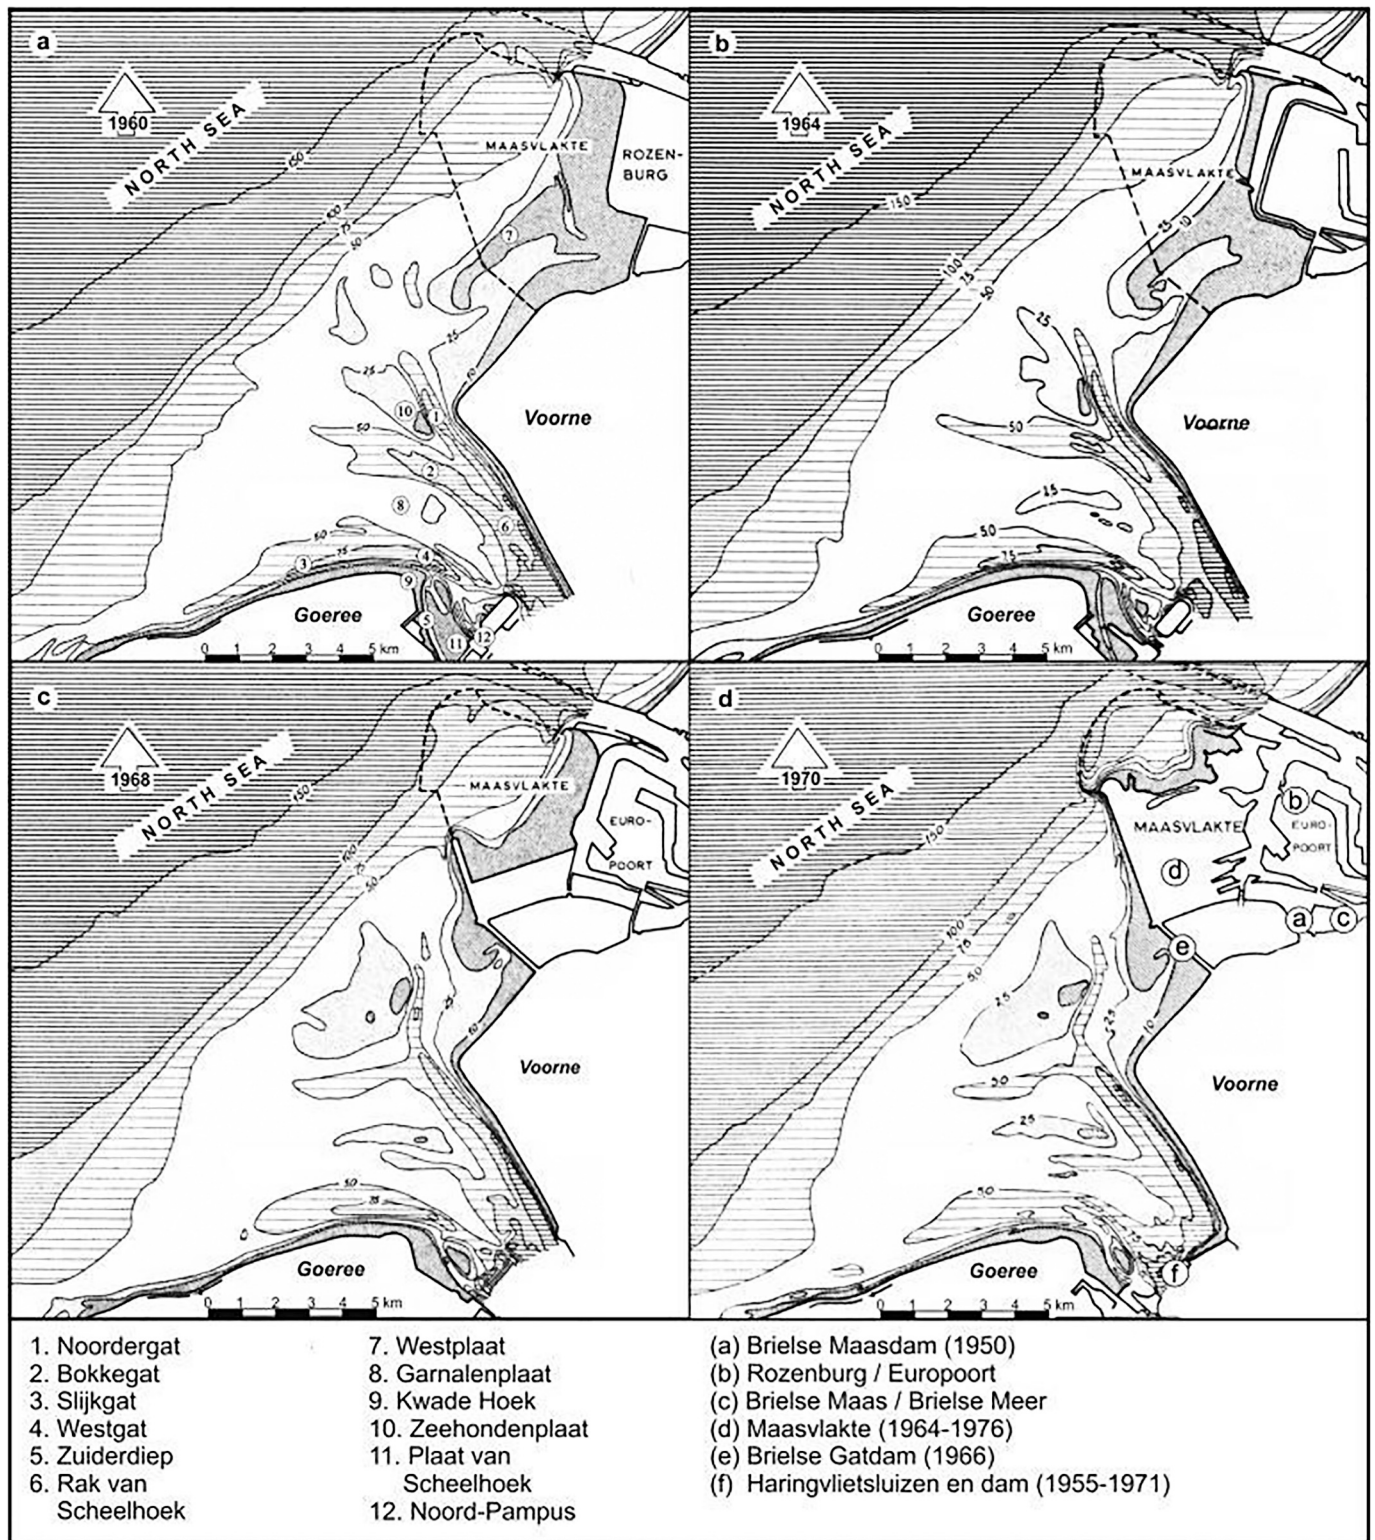 a
1960
NORTH SEA
150
100
75
50
MAASVLAKTE
ROZEN-
BURG
7
25
25
10
10
1
50
2
8
6
50
75
3
4
9
5
11
12
Voorne
Goeree
0 1 2 3 4 5 km
b
1964
NORTH SEA
150
100
75
50
MAASVLAKTE
25
10
25
50
25
50
75
Voorne
Goeree
0 1 2 3 4 5 km
c
1968
NORTH SEA
150
100
75
50
MAASVLAKTE
EURO-
POORT
25
10
50
75
Voorne
Goeree
0 1 2 3 4 5 km
d
1970
NORTH SEA
150
100
75
50
MAASVLAKTE
b
EURO-
POORT
d
a
c
e
25
25
10
50
25
50
Voorne
Goeree
f
0 1 2 3 4 5 km
1. Noordergat
2. Bokkegat
3. Slijkgat
4. Westgat
5. Zuiderdiep
6. Rak van
Scheelhoek
7. Westplaat
8. Garnalenplaat
9. Kwade Hoek
10. Zeehondenplaat
11. Plaat van
Scheelhoek
12. Noord-Pampus
(a) Brielse Maasdam (1950)
(b) Rozenburg / Europoort
(c) Brielse Maas / Brielse Meer
(d) Maasvlakte (1964-1976)
(e) Brielse Gatdam (1966)
(f) Haringvlietsluizen en dam (1955-1971)